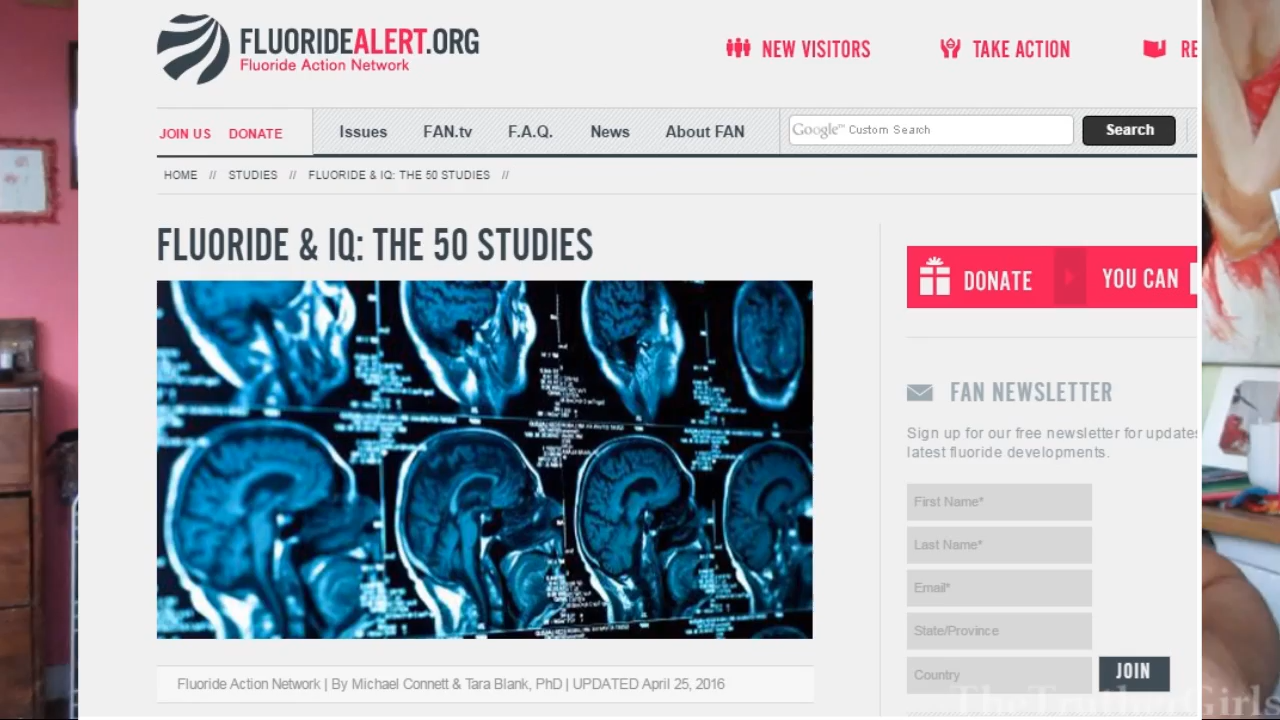 FLUORIDEALERT.ORG
Fluoride Action Network
NEW VISITORS
TAKE ACTION
RE
JOIN US
DONATE
Issues
FAN.tv
F.A.Q.
News
About FAN
Google™ Custom Search
Search
HOME // STUDIES // FLUORIDE & IQ: THE 50 STUDIES //
FLUORIDE & IQ: THE 50 STUDIES
Fluoride Action Network | By Michael Connett & Tara Blank, PhD | UPDATED April 25, 2016
DONATE
YOU CAN
FAN NEWSLETTER
Sign up for our free newsletter for updates
latest fluoride developments.
First Name*
Last Name*
Email*
State/Province
Country
JOIN
TheTrutherGirls